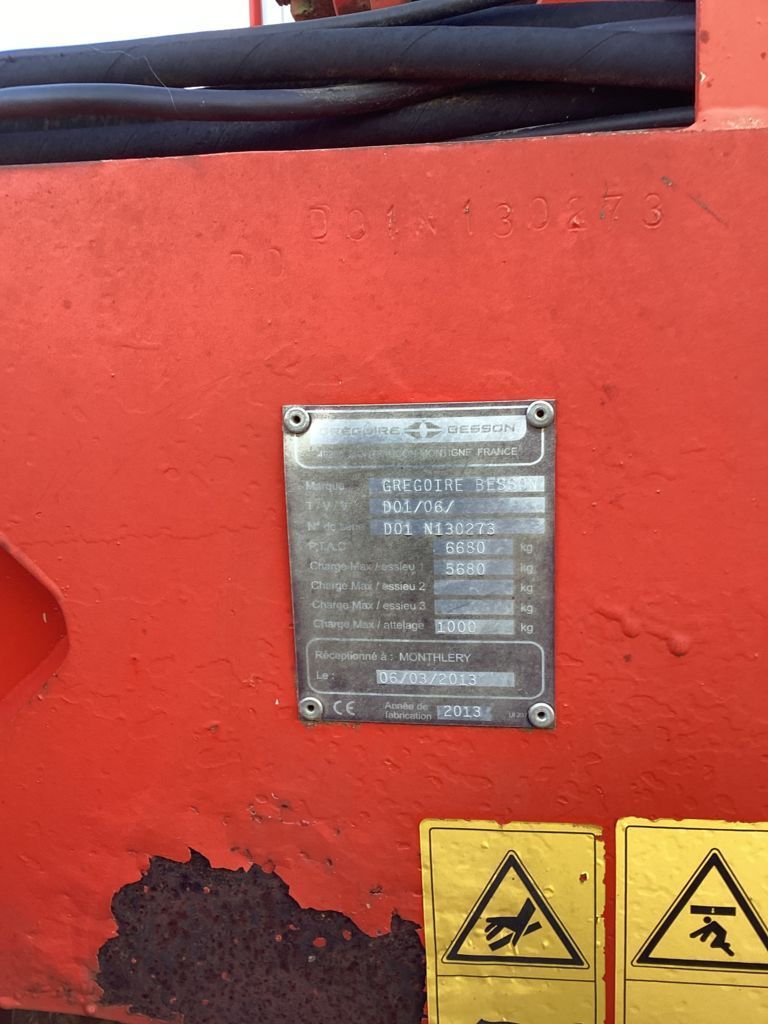 D01N130273
GREGOIRE BESSON
MONTIGNE FRANCE
Marque GREGOIRE BESSON
T / V / V D01/06/
N° de série D01 N130273
P.T.A.C 6680 kg
Charge Max / essieu 1 5680 kg
Charge Max / essieu 2 kg
Charge Max / essieu 3 kg
Charge Max / attelage 1000 kg
Réceptionné à : MONTHLERY
Le : 06/03/2013
CE Année de fabrication 2013